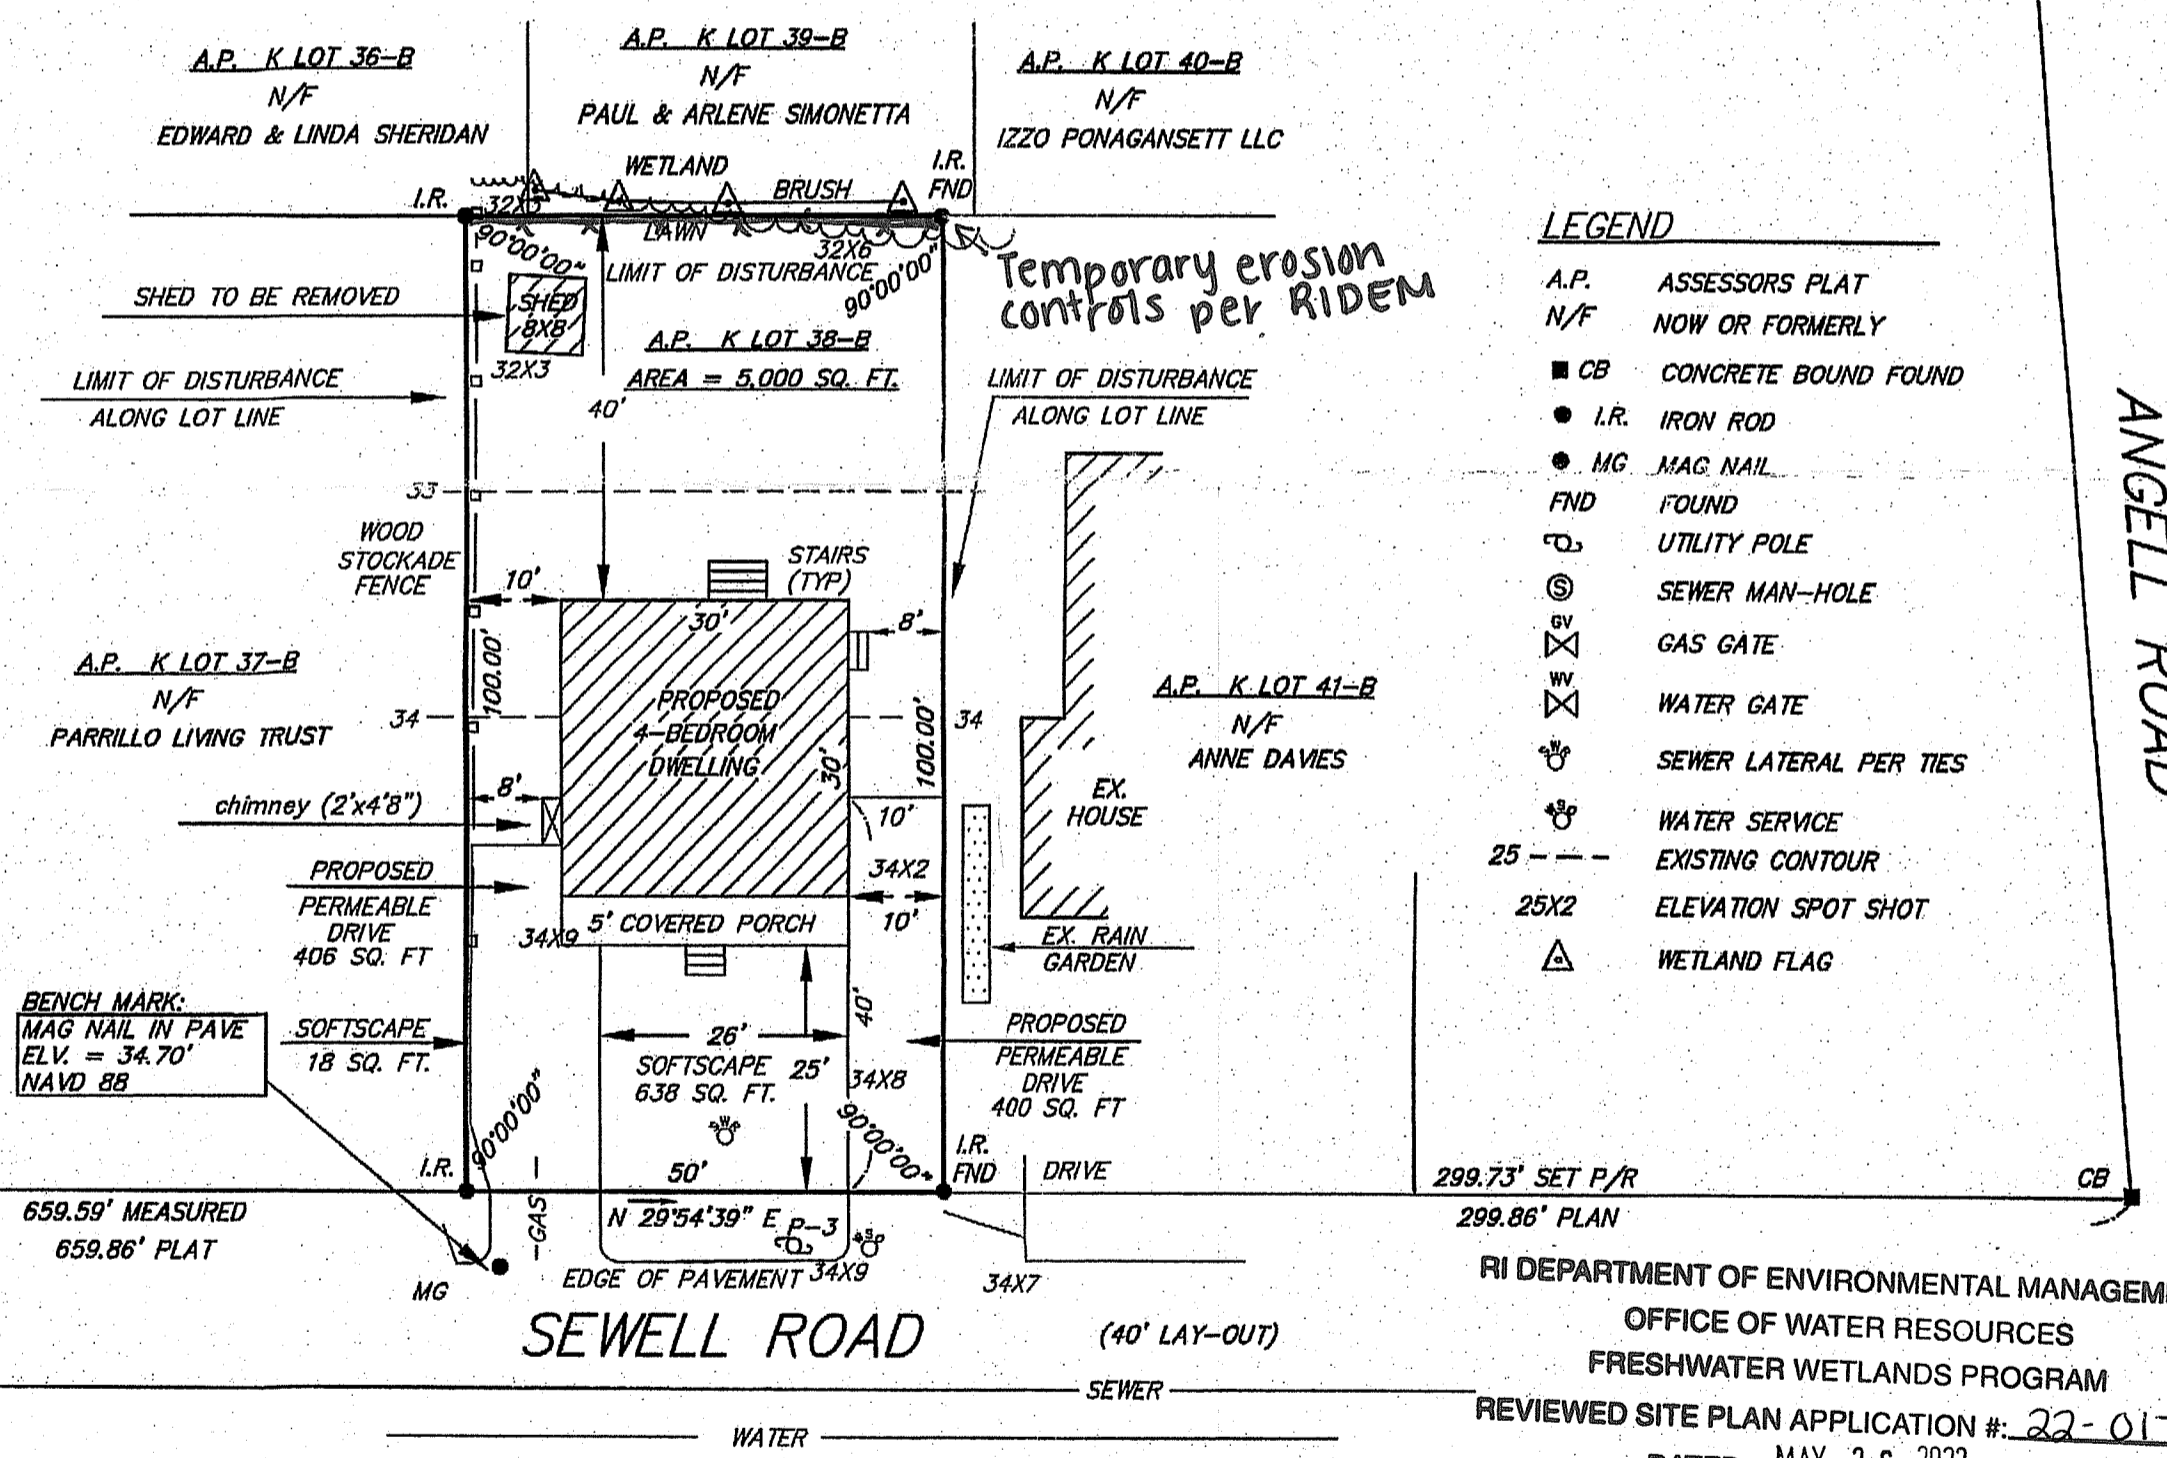 A.P. K LOT 36-B
N/F
EDWARD & LINDA SHERIDAN
A.P. K LOT 39-B
N/F
PAUL & ARLENE SIMONETTA
A.P. K LOT 40-B
N/F
IZZO PONAGANSETT LLC
WETLAND
BRUSH
I.R.
FND
I.R.
LAWN
32X6
90°00'00"
LIMIT OF DISTURBANCE
90°00'00"
Temporary erosion
controls per RIDEM
SHED TO BE REMOVED
SHED
8X8
32X3
A.P. K LOT 38-B
AREA = 5,000 SQ. FT.
LIMIT OF DISTURBANCE
ALONG LOT LINE
LIMIT OF DISTURBANCE
ALONG LOT LINE
40'
33
WOOD
STOCKADE
FENCE
STAIRS
(TYP)
10'
30'
8'
100.00'
A.P. K LOT 37-B
N/F
PARRILLO LIVING TRUST
34
PROPOSED
4-BEDROOM
DWELLING
30'
100.00'
34
A.P. K LOT 41-B
N/F
ANNE DAVIES
EX.
HOUSE
chimney (2'x4'8")
8'
10'
34X2
10'
PROPOSED
PERMEABLE
DRIVE
406 SQ. FT
34X9
5' COVERED PORCH
EX. RAIN
GARDEN
BENCH MARK:
MAG NAIL IN PAVE
ELV. = 34.70'
NAVD 88
SOFTSCAPE
18 SQ. FT.
26'
SOFTSCAPE
638 SQ. FT.
25'
40'
34X8
PROPOSED
PERMEABLE
DRIVE
400 SQ. FT
90°00'00"
90°00'00"
I.R.
I.R.
FND
DRIVE
50'
N 29°54'39" E
P-3
GAS
659.59' MEASURED
659.86' PLAT
MG
EDGE OF PAVEMENT
34X9
34X7
SEWELL ROAD
(40' LAY-OUT)
SEWER
WATER
LEGEND
A.P. ASSESSORS PLAT
N/F NOW OR FORMERLY
CB CONCRETE BOUND FOUND
I.R. IRON ROD
MG MAG NAIL
FND FOUND
UTILITY POLE
S SEWER MAN-HOLE
GV GAS GATE
WV WATER GATE
SEWER LATERAL PER TIES
WATER SERVICE
25 EXISTING CONTOUR
25X2 ELEVATION SPOT SHOT
WETLAND FLAG
ANGELL ROAD
299.73' SET P/R
299.86' PLAN
CB
RI DEPARTMENT OF ENVIRONMENTAL MANAGEM
OFFICE OF WATER RESOURCES
FRESHWATER WETLANDS PROGRAM
REVIEWED SITE PLAN APPLICATION #: 22-01